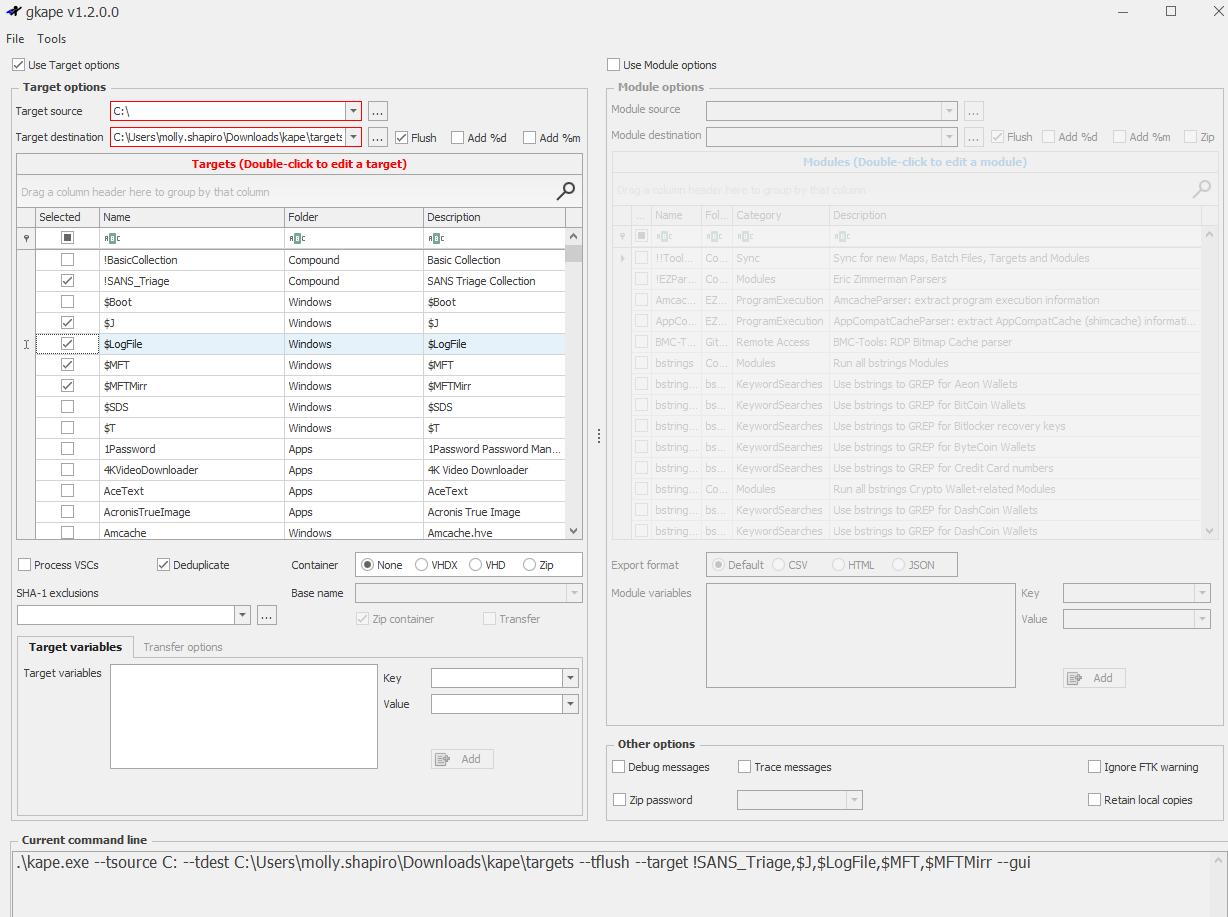 gkape v1.2.0.0
File Tools
Use Target options
Target options
Target source C:\ ...
Target destination C:\Users\molly.shapiro\Downloads\kape\targets ... Flush Add %d Add %m
Targets (Double-click to edit a target)
Drag a column header here to group by that column
Selected Name Folder Description
!BasicCollection Compound Basic Collection
!SANS_Triage Compound SANS Triage Collection
$Boot Windows $Boot
$J Windows $J
$LogFile Windows $LogFile
$MFT Windows $MFT
$MFTMirr Windows $MFTMirr
$SDS Windows $SDS
$T Windows $T
1Password Apps 1Password Password Man...
4KVideoDownloader Apps 4K Video Downloader
AceText Apps AceText
AcronisTrueImage Apps Acronis True Image
Amcache Windows Amcache.hve
Process VSCs Deduplicate Container None VHDX VHD Zip
SHA-1 exclusions Base name
... Zip container Transfer
Target variables Transfer options
Target variables Key
Value
Add
Use Module options
Module options
Module source ...
Module destination ... Flush Add %d Add %m Zip
Modules (Double-click to edit a module)
Drag a column header here to group by that column
... Name Fol... Category Description
!!Tool... Co... Sync Sync for new Maps, Batch Files, Targets and Modules
!EZPar... Co... Modules Eric Zimmerman Parsers
Amcac... EZ... ProgramExecution AmcacheParser: extract program execution information
AppCo... EZ... ProgramExecution AppCompatCacheParser: extract AppCompatCache (shimcache) informati...
BMC-T... Git... Remote Access BMC-Tools: RDP Bitmap Cache parser
bstrings Co... Modules Run all bstrings Modules
bstring... bs... KeywordSearches Use bstrings to GREP for Aeon Wallets
bstring... bs... KeywordSearches Use bstrings to GREP for BitCoin Wallets
bstring... bs... KeywordSearches Use bstrings to GREP for Bitlocker recovery keys
bstring... bs... KeywordSearches Use bstrings to GREP for ByteCoin Wallets
bstring... bs... KeywordSearches Use bstrings to GREP for Credit Card numbers
bstring... Co... Modules Run all bstrings Crypto Wallet-related Modules
bstring... bs... KeywordSearches Use bstrings to GREP for DashCoin Wallets
bstring... bs... KeywordSearches Use bstrings to GREP for DashCoin Wallets
Export format Default CSV HTML JSON
Module variables Key
Value
Add
Other options
Debug messages Trace messages Ignore FTK warning
Zip password Retain local copies
Current command line
.\kape.exe --tsource C: --tdest C:\Users\molly.shapiro\Downloads\kape\targets --tflush --target !SANS_Triage,$J,$LogFile,$MFT,$MFTMirr --gui